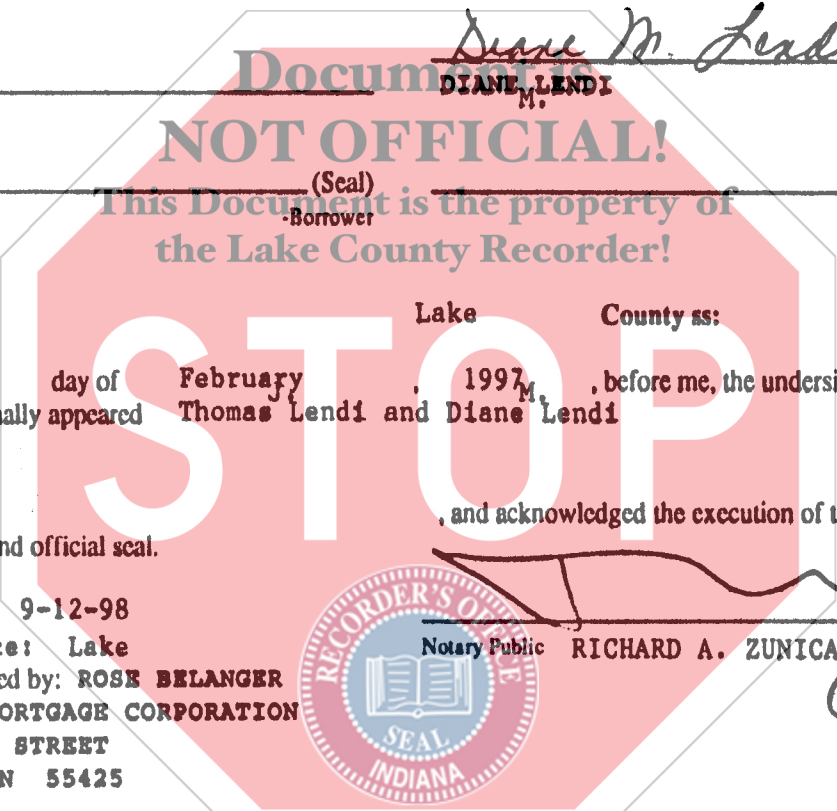 Diane M. Lendi
Document is
DIANE LENDI
M.
NOT OFFICIAL!
(Seal)
This Document is the property of
-Borrower
the Lake County Recorder!
Lake County ss:
STOP
day of February , 1997 , before me, the undersi
J. M.
nally appeared Thomas Lendi and Diane Lendi
, and acknowledged the execution of t
nd official seal.
9-12-98
ce: Lake
Notary Public RICHARD A. ZUNICA
ed by: ROSE BELANGER
ORTGAGE CORPORATION
STREET
N 55425
RECORDER'S OFFICE
SEAL
INDIANA